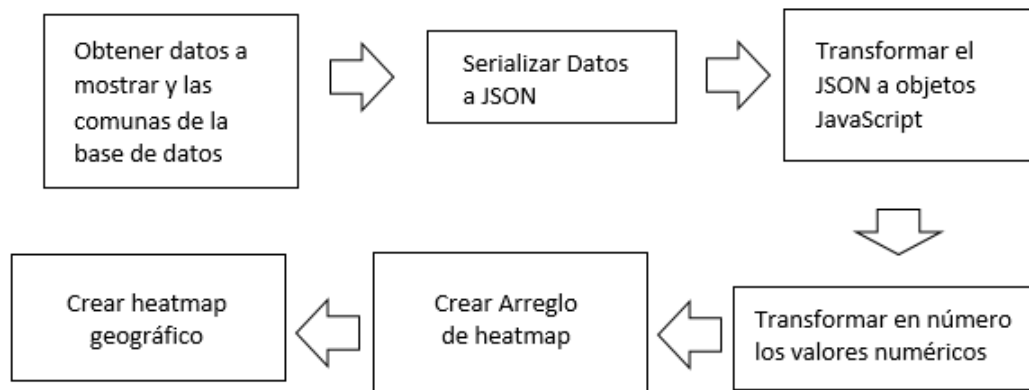 Obtener datos a
mostrar y las
comunas de la
base de datos
Serializar Datos
a JSON
Transformar el
JSON a objetos
JavaScript
Transformar en número
los valores numéricos
Crear Arreglo
de heatmap
Crear heatmap
geográfico